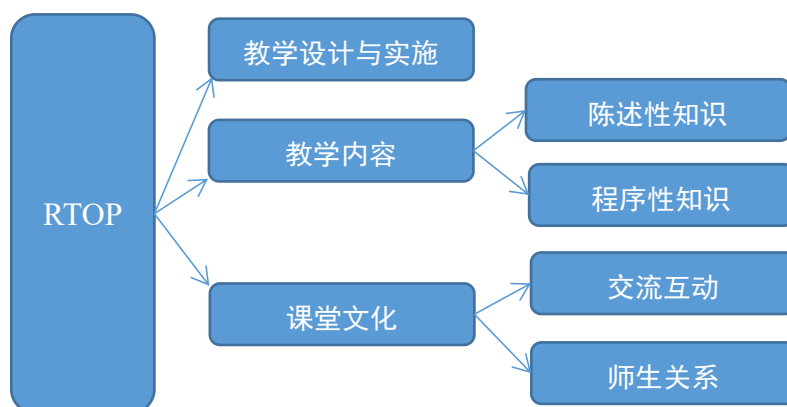 RTOP
教学设计与实施
教学内容
陈述性知识
程序性知识
课堂文化
交流互动
师生关系